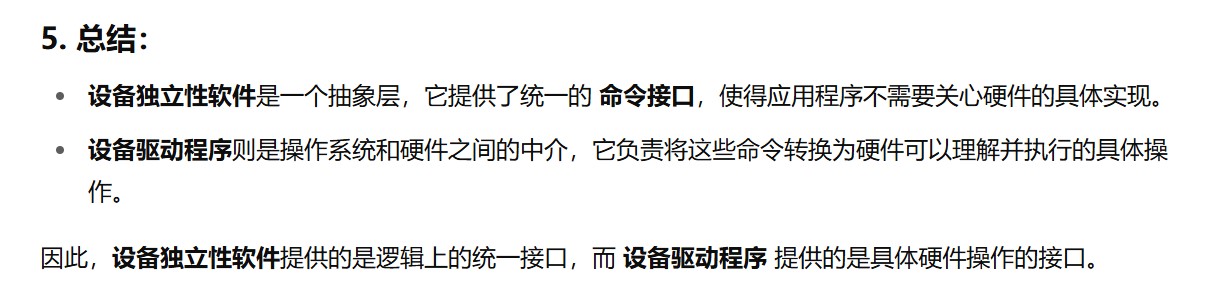 5. 总结：
设备独立性软件是一个抽象层，它提供了统一的 命令接口，使得应用程序不需要关心硬件的具体实现。
设备驱动程序则是操作系统和硬件之间的中介，它负责将这些命令转换为硬件可以理解并执行的具体操
作。
因此，设备独立性软件提供的是逻辑上的统一接口，而 设备驱动程序 提供的是具体硬件操作的接口。